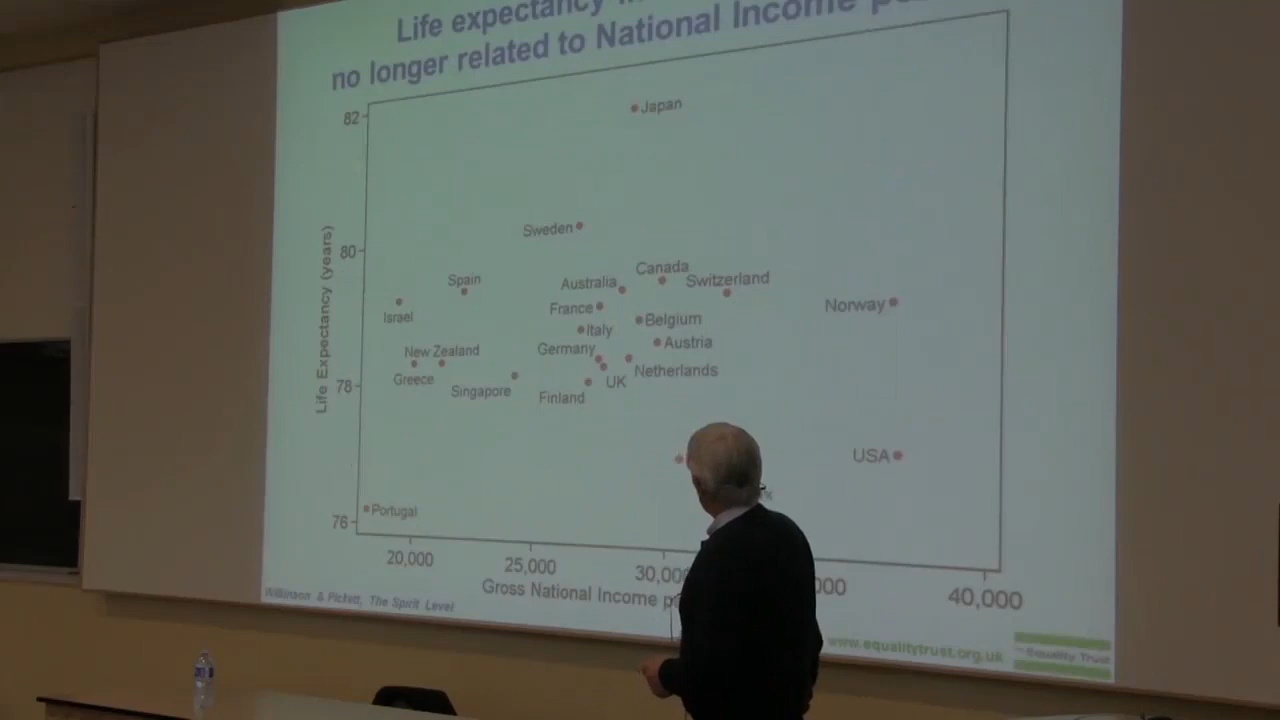 Life expectancy
no longer related to National Income
82
Japan
Sweden
80
Canada
Spain
Australia
Switzerland
Israel
France
Norway
Italy
Belgium
New Zealand
Germany
Austria
Greece
Singapore
UK
Netherlands
78
Finland
USA
76
Portugal
Life Expectancy (years)
20,000
25,000
30,000
40,000
Gross National Income
Wilkinson & Pickett, The Spirit Level
www.equalitytrust.org.uk
The Equality Trust